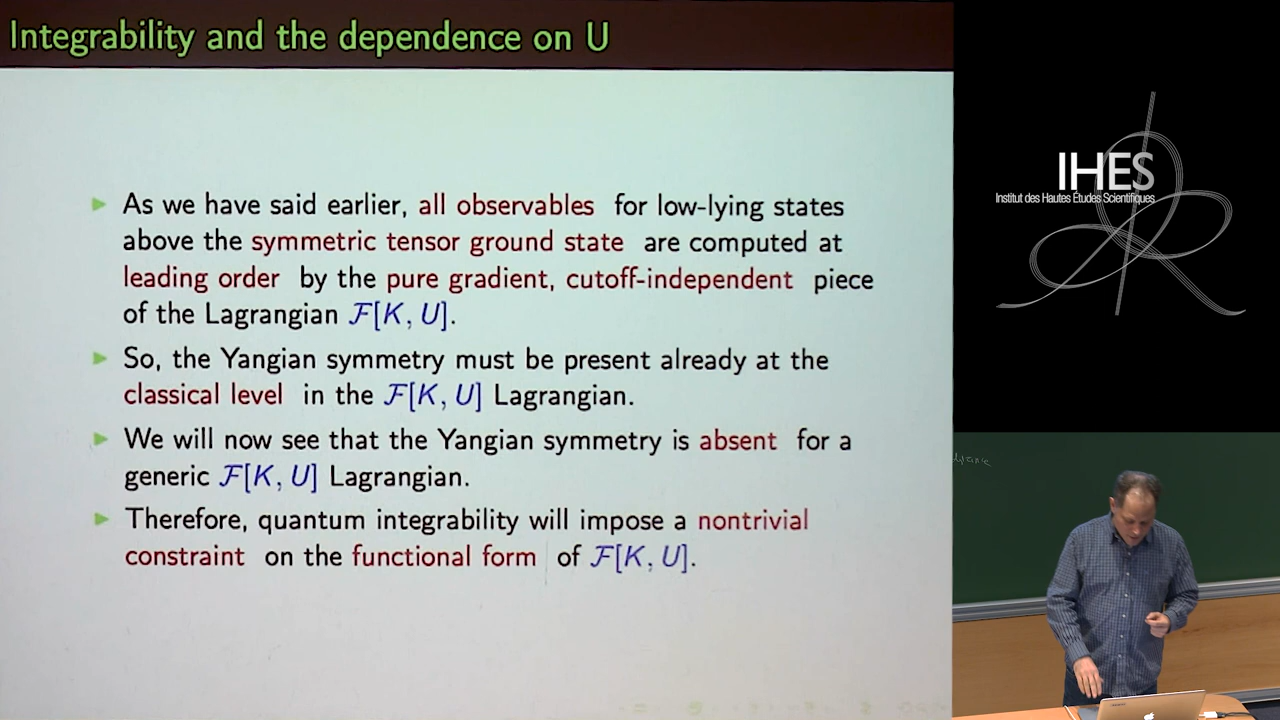 Integrability and the dependence on U
► As we have said earlier, all observables for low-lying states
above the symmetric tensor ground state are computed at
leading order by the pure gradient, cutoff-independent piece
of the Lagrangian ℱ[K, U].
► So, the Yangian symmetry must be present already at the
classical level in the ℱ[K, U] Lagrangian.
► We will now see that the Yangian symmetry is absent for a
generic ℱ[K, U] Lagrangian.
► Therefore, quantum integrability will impose a nontrivial
constraint on the functional form of ℱ[K, U].
IHES
Institut des Hautes Études Scientifiques